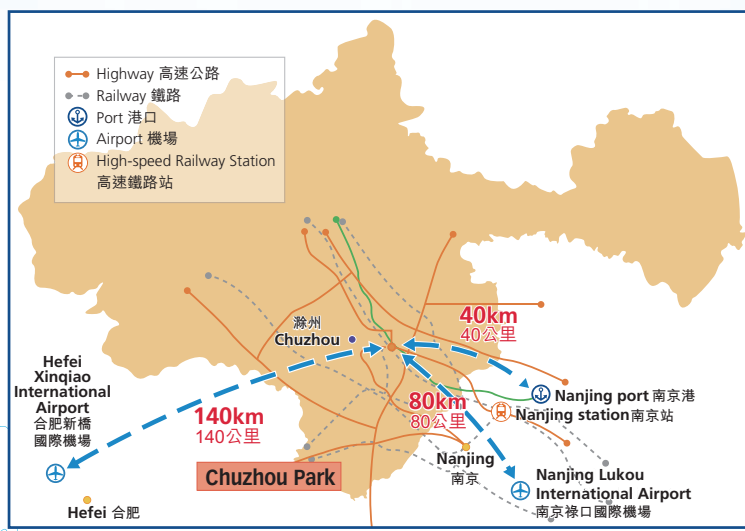 Highway 高速公路
Railway 鐵路
Port 港口
Airport 機場
High-speed Railway Station
高速鐵路站
滁州
Chuzhou
40km
40公里
Hefei
Xinqiao
International
Airport
合肥新橋
國際機場
140km
140公里
80km
80公里
Nanjing port 南京港
Nanjing station 南京站
Nanjing
南京
Chuzhou Park
Nanjing Lukou
International Airport
南京祿口國際機場
Hefei 合肥